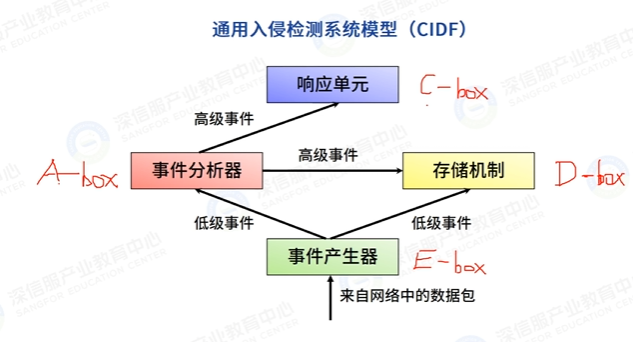 通用入侵检测系统模型（CIDF）
响应单元
C-box
高级事件
A-box
事件分析器
高级事件
存储机制
D-box
低级事件
低级事件
事件产生器
E-box
来自网络中的数据包
深信服产业教育中心
SANGFOR EDUCATION CENTER